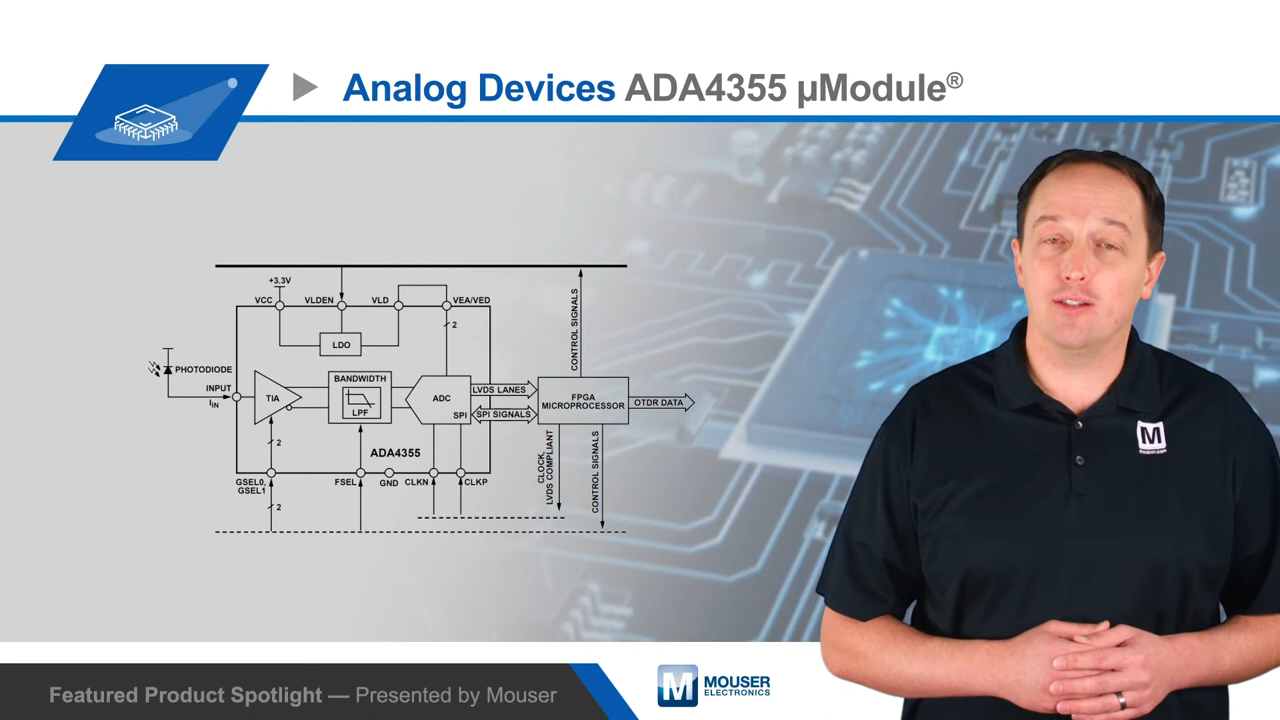 Analog Devices ADA4355 µModule®
+3.3V
VCC
VLDEN
VLD
VEA/VED
2
LDO
CONTROL SIGNALS
PHOTODIODE
INPUT
IIN
TIA
BANDWIDTH
LPF
ADC
SPI
LVDS LANES
SPI SIGNALS
FPGA
MICROPROCESSOR
OTDR DATA
2
ADA4355
GSEL0,
GSEL1
FSEL
GND
CLKN
CLKP
2
CLOCK,
LVDS COMPLIANT
CONTROL SIGNALS
M
Featured Product Spotlight — Presented by Mouser
M
MOUSER
ELECTRONICS